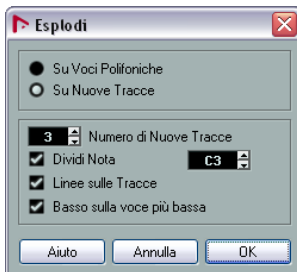 Esplodi
Su Voci Polifoniche
Su Nuove Tracce
3 Numero di Nuove Tracce
Dividi Nota C3
Linee sulle Tracce
Basso sulla voce più bassa
Aiuto Annulla OK